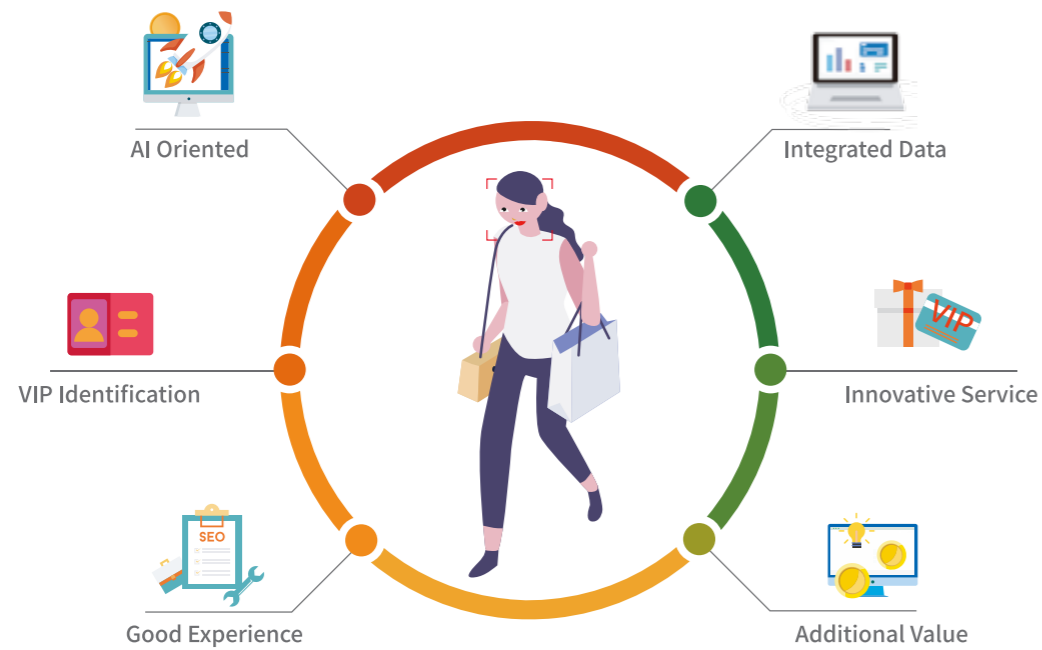 AI Oriented
Integrated Data
VIP
VIP Identification
Innovative Service
SEO
Good Experience
Additional Value